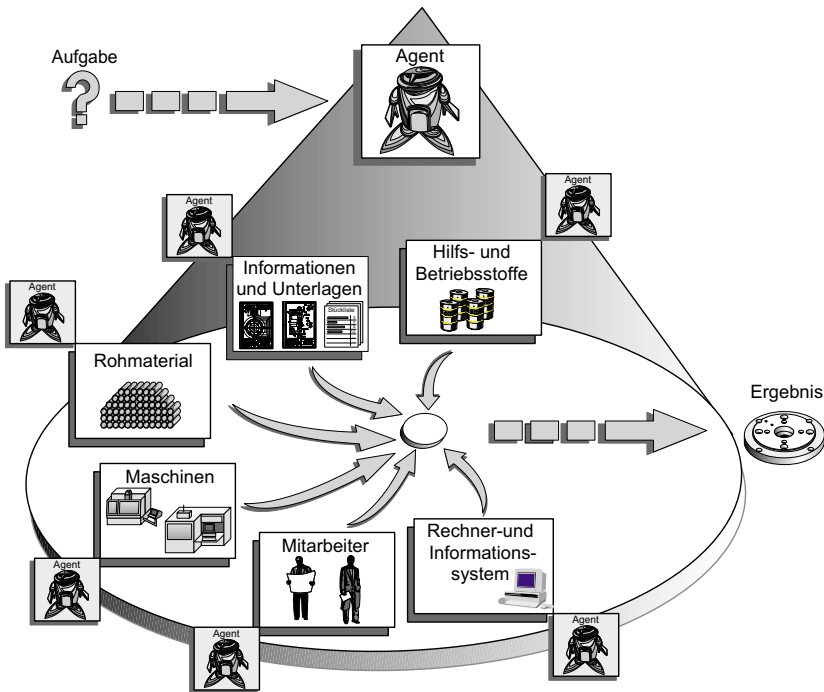 Aufgabe
Agent
Agent
Agent
Informationen
und Unterlagen
Stückliste
Hilfs- und
Betriebsstoffe
Agent
Rohmaterial
Ergebnis
Maschinen
Agent
Mitarbeiter
Agent
Rechner-und
Informations-
system
Agent